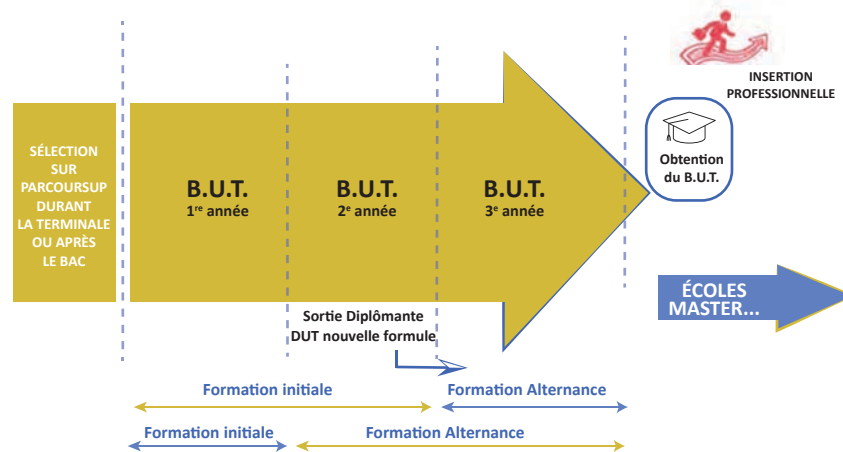 INSERTION
PROFESSIONNELLE
SÉLECTION
SUR
PARCOURSUP
DURANT
LA TERMINALE
OU APRÈS
LE BAC
B.U.T.
1re année
B.U.T.
2e année
B.U.T.
3e année
Obtention
du B.U.T.
ÉCOLES
MASTER...
Sortie Diplômante
DUT nouvelle formule
Formation initiale
Formation Alternance
Formation initiale
Formation Alternance